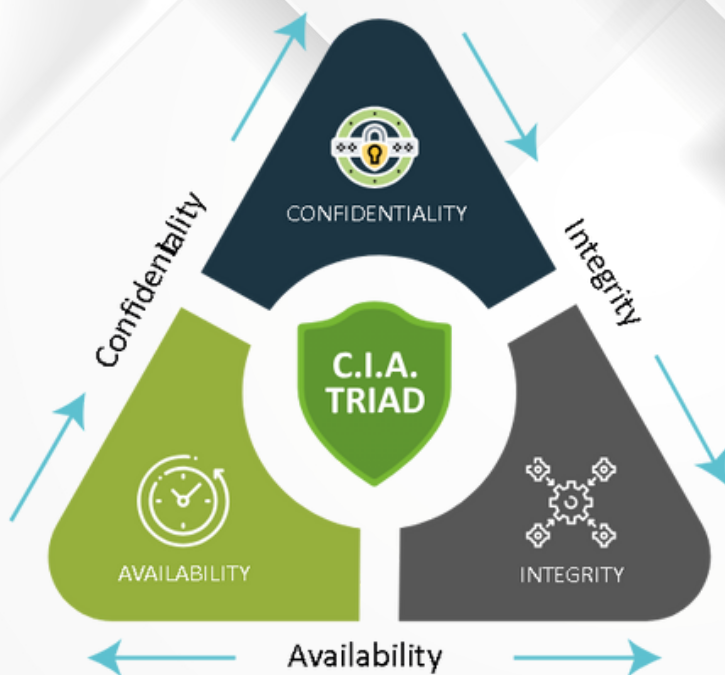 CONFIDENTIALITY
Confidentiality
Integrity
C.I.A.
TRIAD
AVAILABILITY
INTEGRITY
Availability